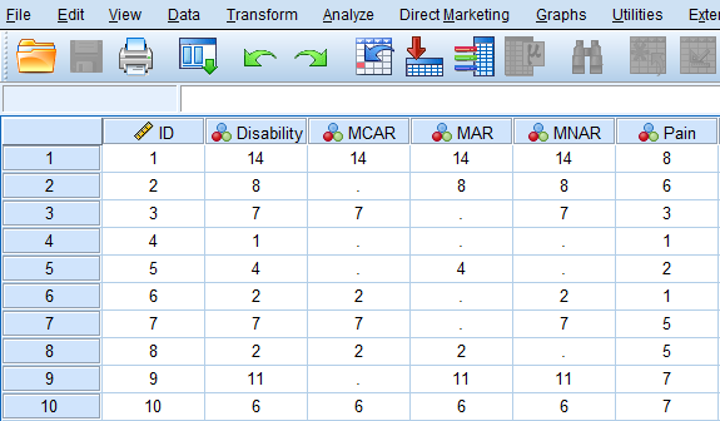 File Edit View Data Transform Analyze Direct Marketing Graphs Utilities Exter
ID Disability MCAR MAR MNAR Pain
1 1 14 14 14 14 8
2 2 8 . 8 8 6
3 3 7 7 . 7 3
4 4 1 . . . 1
5 5 4 . 4 . 2
6 6 2 2 . 2 1
7 7 7 7 . 7 5
8 8 2 2 2 . 5
9 9 11 . 11 11 7
10 10 6 6 6 6 7